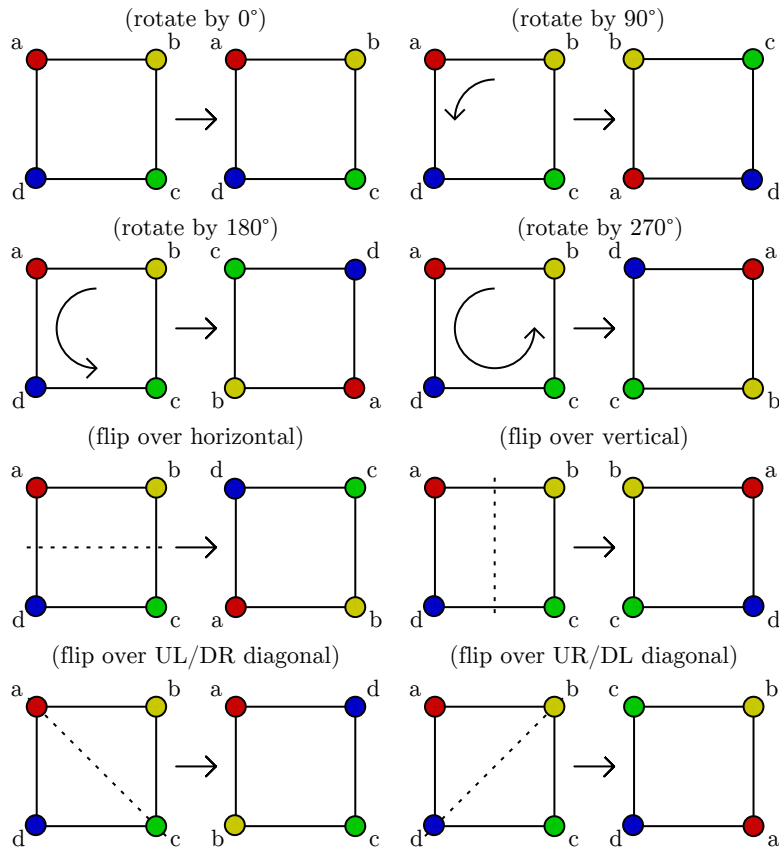 (rotate by 0°)
(rotate by 90°)
a b a b
a b b c
d c d c
d c a d
(rotate by 180°)
(rotate by 270°)
a b c d
a b d a
d c b a
d c c b
(flip over horizontal)
(flip over vertical)
a b d c
a b b a
d c a b
d c c d
(flip over UL/DR diagonal)
(flip over UR/DL diagonal)
a b a d
a b c b
d c b c
d c d a